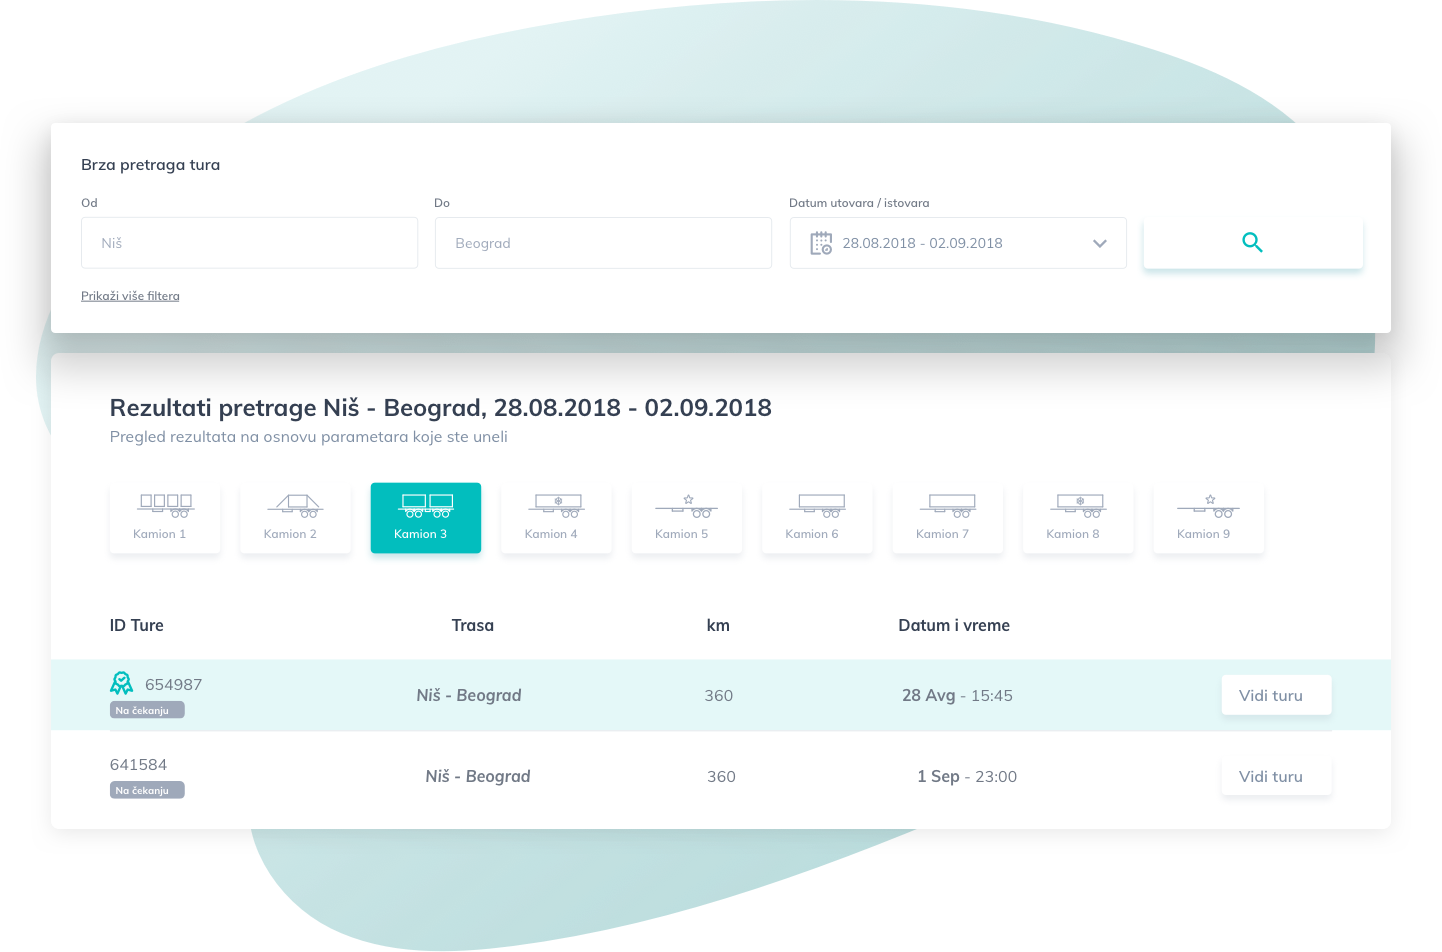 Brza pretraga tura
Od
Do
Datum utovara / istovara
Niš
Beograd
28.08.2018 - 02.09.2018
Prikaži više filtera
Rezultati pretrage Niš - Beograd, 28.08.2018 - 02.09.2018
Pregled rezultata na osnovu parametara koje ste uneli
Kamion 1
Kamion 2
Kamion 3
Kamion 4
Kamion 5
Kamion 6
Kamion 7
Kamion 8
Kamion 9
ID Ture
Trasa
km
Datum i vreme
654987
Na čekanju
Niš - Beograd
360
28 Avg - 15:45
Vidi turu
641584
Na čekanju
Niš - Beograd
360
1 Sep - 23:00
Vidi turu